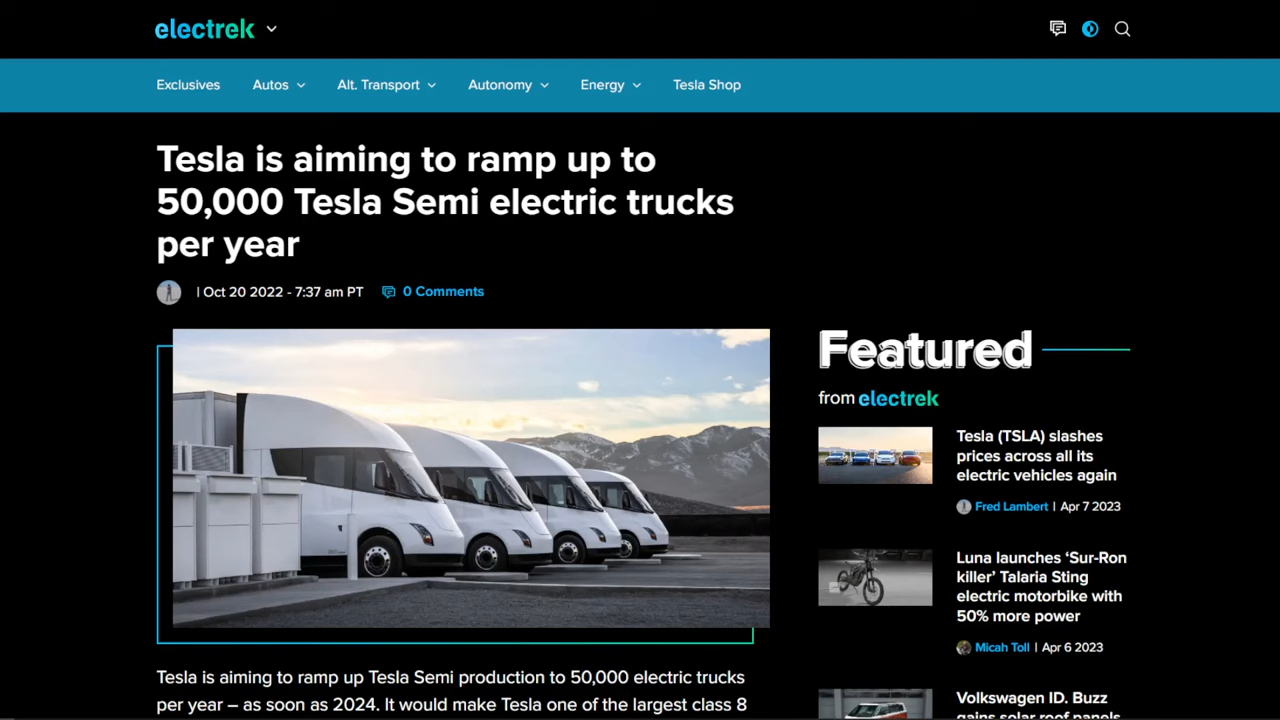 electrek
Exclusives
Autos
Alt. Transport
Autonomy
Energy
Tesla Shop
Tesla is aiming to ramp up to
50,000 Tesla Semi electric trucks
per year
| Oct 20 2022 - 7:37 am PT
0 Comments
Tesla is aiming to ramp up Tesla Semi production to 50,000 electric trucks
per year – as soon as 2024. It would make Tesla one of the largest class 8
Featured
from electrek
Tesla (TSLA) slashes
prices across all its
electric vehicles again
Fred Lambert | Apr 7 2023
Luna launches ‘Sur-Ron
killer’ Talaria Sting
electric motorbike with
50% more power
Micah Toll | Apr 6 2023
Volkswagen ID. Buzz
gains solar roof panels